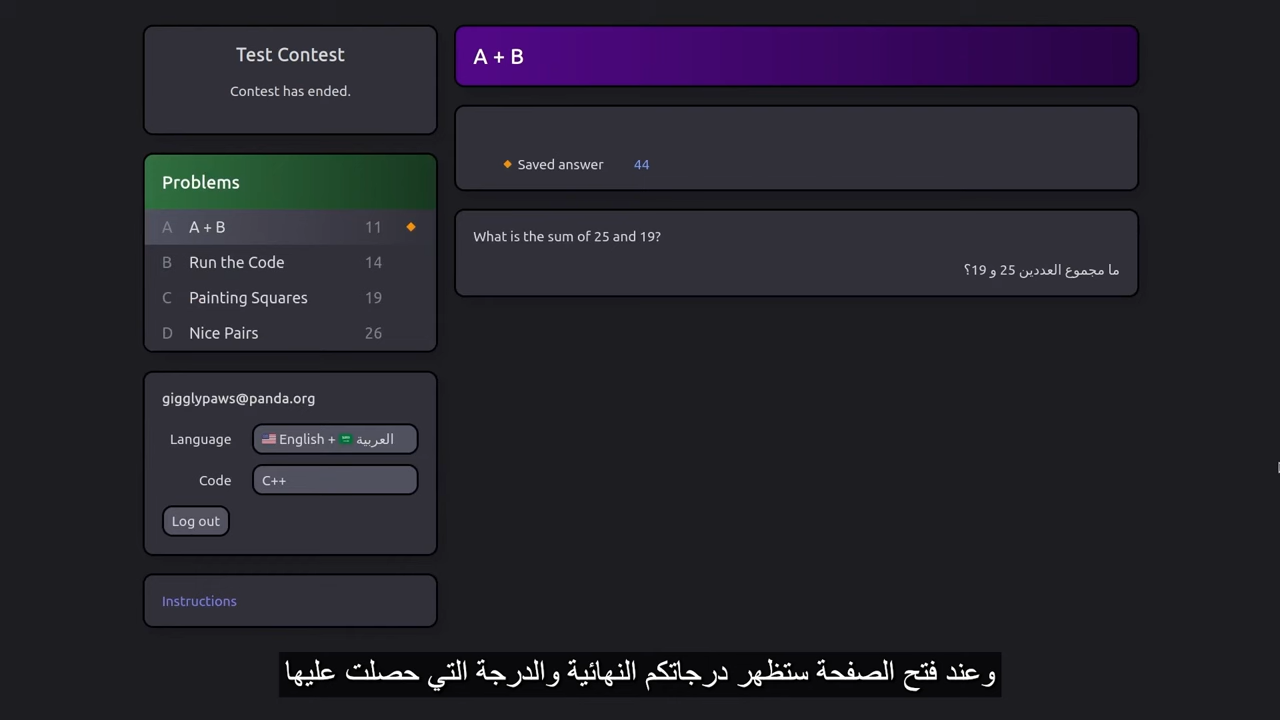 Test Contest
Contest has ended.
Problems
A A + B 11
B Run the Code 14
C Painting Squares 19
D Nice Pairs 26
gigglypaws@panda.org
Language English + العربية
Code C++
Log out
Instructions
A + B
Saved answer 44
What is the sum of 25 and 19?
ما مجموع العددين 25 و 19؟
وعند فتح الصفحة ستظهر درجاتكم النهائية والدرجة التي حصلت عليها